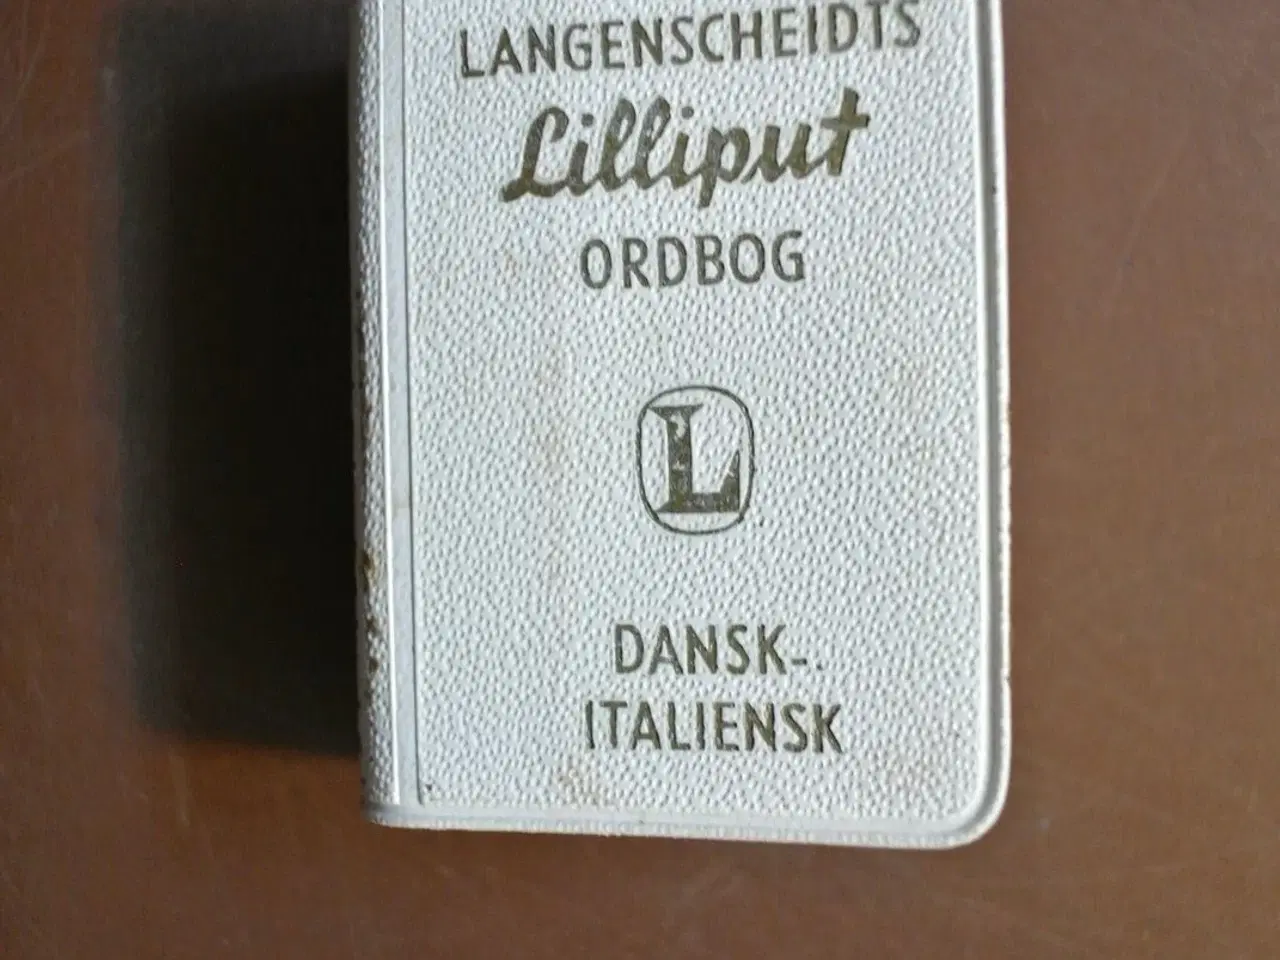 LANGENSCHEIDTS
Lilliput
ORDBOG
L
DANSK-
ITALIENSK